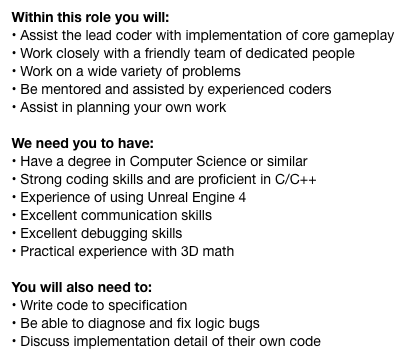 Within this role you will:
• Assist the lead coder with implementation of core gameplay
• Work closely with a friendly team of dedicated people
• Work on a wide variety of problems
• Be mentored and assisted by experienced coders
• Assist in planning your own work
We need you to have:
• Have a degree in Computer Science or similar
• Strong coding skills and are proficient in C/C++
• Experience of using Unreal Engine 4
• Excellent communication skills
• Excellent debugging skills
• Practical experience with 3D math
You will also need to:
• Write code to specification
• Be able to diagnose and fix logic bugs
• Discuss implementation detail of their own code